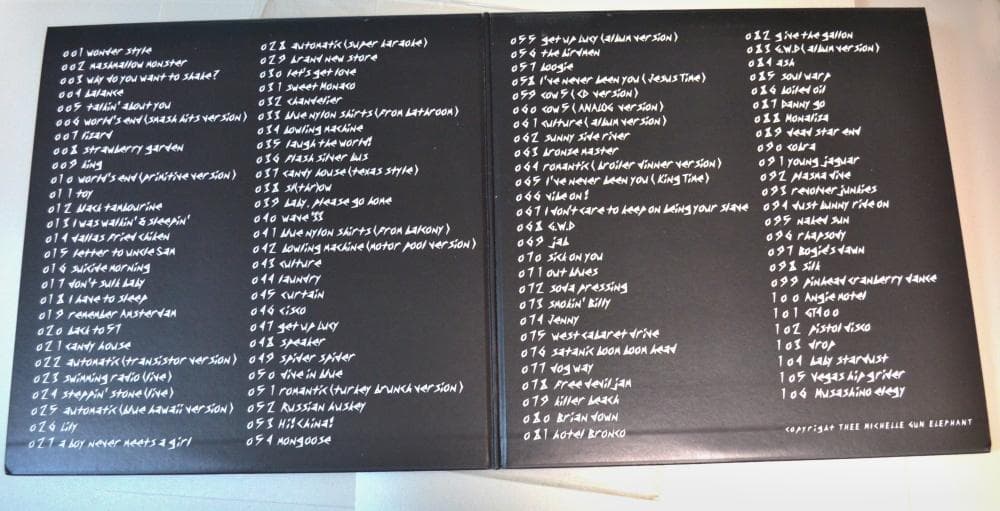 001 wonder style
002 mashmallow monster
003 why do you want to shake?
004 balance
005 talkin' about you
006 world's end (smash hits version)
007 lizard
008 strawberry garden
009 king
010 world's end (primitive version)
011 toy
012 black tambourine
013 I was walkin' & sleepin'
014 dallas fried chiken
015 letter to uncle Sam
016 suicide morning
017 don't sulk baby
018 I have to sleep
019 remember Amsterdam
020 back to 57
021 candy house
022 automatic (transistor version)
023 swimming radio (live)
024 steppin' stone (live)
025 automatic (blue hawaii version)
026 Lily
027 a boy never meets a girl
028 automatic (super karaoke)
029 brand new store
030 let's get love
031 sweet Monaco
032 chandelier
033 blue nylon shirts (from bathroom)
034 bowling machine
035 laugh the world!
036 flash silver bus
037 candy house (texas style)
038 sl(thr)ow
039 baby, please go home
040 wave '33
041 blue nylon shirts (from balcony)
042 bowling machine (motor pool version)
043 culture
044 laundry
045 curtain
046 cisco
047 get up Lucy
048 speaker
049 spider spider
050 dive in blue
051 romantic (turkey brunch version)
052 Russian huskey
053 Hi! China!
054 mongoose
055 get up Lucy (album version)
056 the birdmen
057 boogie
058 I've never been you (Jesus Time)
059 cow 5 (CD version)
060 cow 5 (ANALOG version)
061 culture (album version)
062 sunny side river
063 bronze master
064 romantic (broiler dinner version)
065 I've never been you (King Time)
066 vibe on!
067 I don't care to keep on being your slave
068 G.W.D
069 jab
070 sick on you
071 out blues
072 soda pressing
073 smokin' Billy
074 Jenny
075 west cabaret drive
076 satanic boom boom head
077 dog way
078 free devil jam
079 killer beach
080 Brian down
081 hotel Bronco
082 give the gallon
083 G.W.D (album version)
084 ash
085 soul warp
086 boiled oil
087 Danny go
088 Monaliza
089 dead star end
090 cobra
091 young jaguar
092 plasma dive
093 revolver junkies
094 dust bunny ride on
095 naked sun
096 rhapsody
097 Bogie's dawn
098 silk
099 pinhead cranberry dance
100 Angie motel
101 GT400
102 pistol disco
103 drop
104 baby stardust
105 vegas hip grider
106 Musashino elegy
copyright THEE MICHELLE GUN ELEPHANT